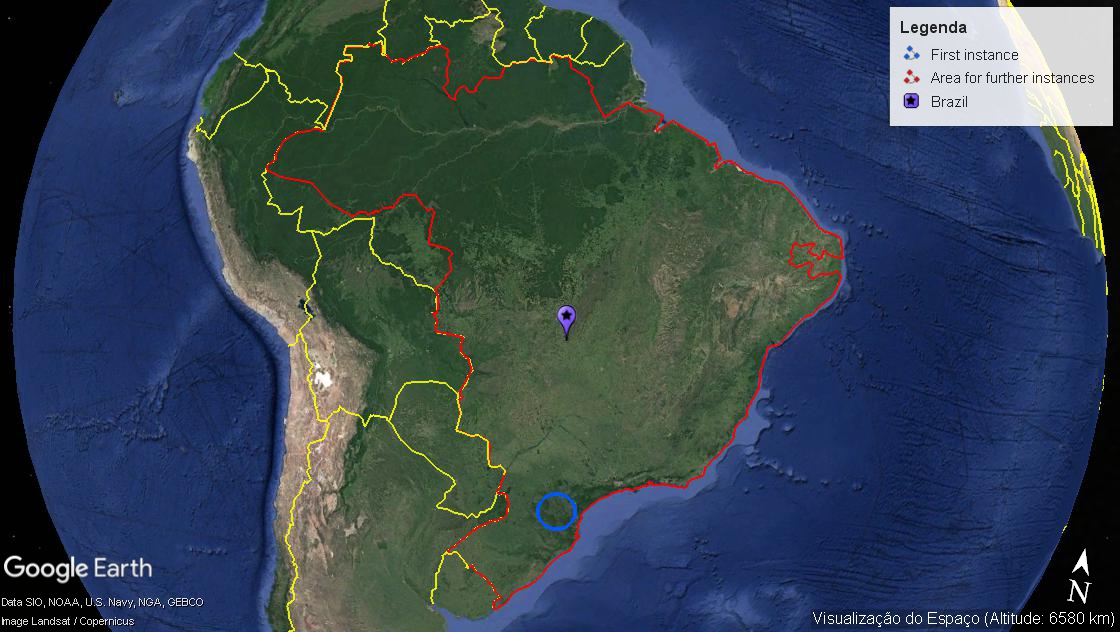 Legenda
First instance
Area for further instances
Brazil
Google Earth
Data SIO, NOAA, U.S. Navy, NGA, GEBCO
Image Landsat / Copernicus
N
Visualização do Espaço (Altitude: 6580 km)